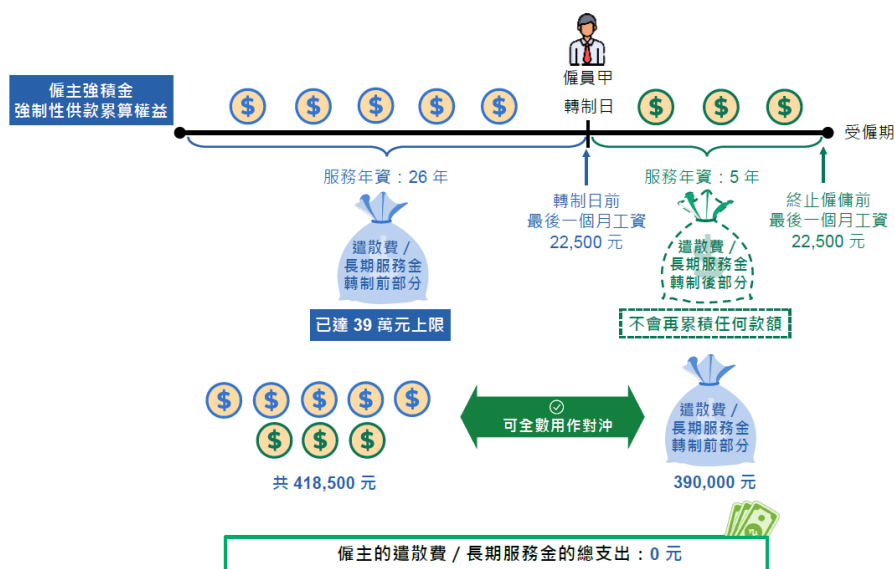 僱員甲
轉制日
僱主強積金
強制性供款累算權益
$ $ $ $ $ $ $ $
受僱期
服務年資：26 年
轉制日前
最後一個月工資
22,500 元
服務年資：5 年
終止僱傭前
最後一個月工資
22,500 元
遣散費 /
長期服務金
轉制前部分
遣散費 /
長期服務金
轉制後部分
已達 39 萬元上限
不會再累積任何款額
$ $ $ $ $
$ $ $
共 418,500 元
可全數用作對沖
遣散費 /
長期服務金
轉制前部分
390,000 元
僱主的遣散費 / 長期服務金的總支出：0 元